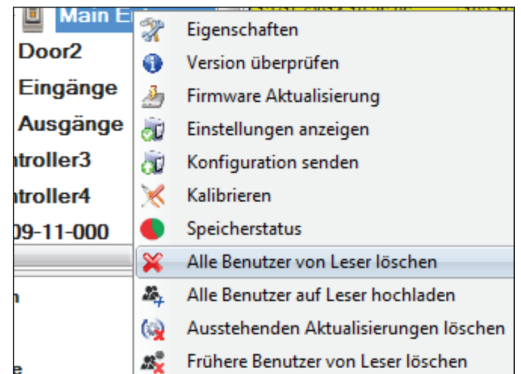 Main
Door2
Eingänge
Ausgänge
ntroller3
ntroller4
09-11-000
Eigenschaften
Version überprüfen
Firmware Aktualisierung
Einstellungen anzeigen
Konfiguration senden
Kalibrieren
Speicherstatus
Alle Benutzer von Leser löschen
Alle Benutzer auf Leser hochladen
Ausstehenden Aktualisierungen löschen
Frühere Benutzer von Leser löschen